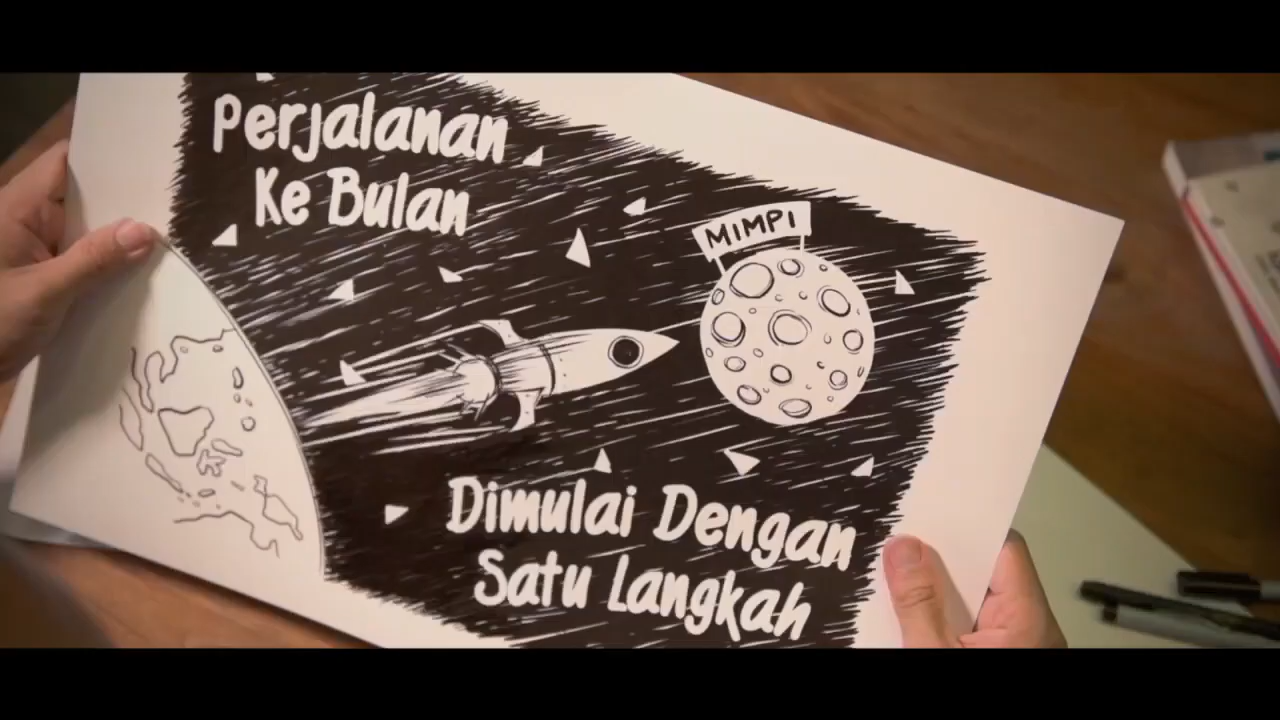 Perjalanan
Ke Bulan
MIMPI
Dimulai Dengan
Satu Langkah